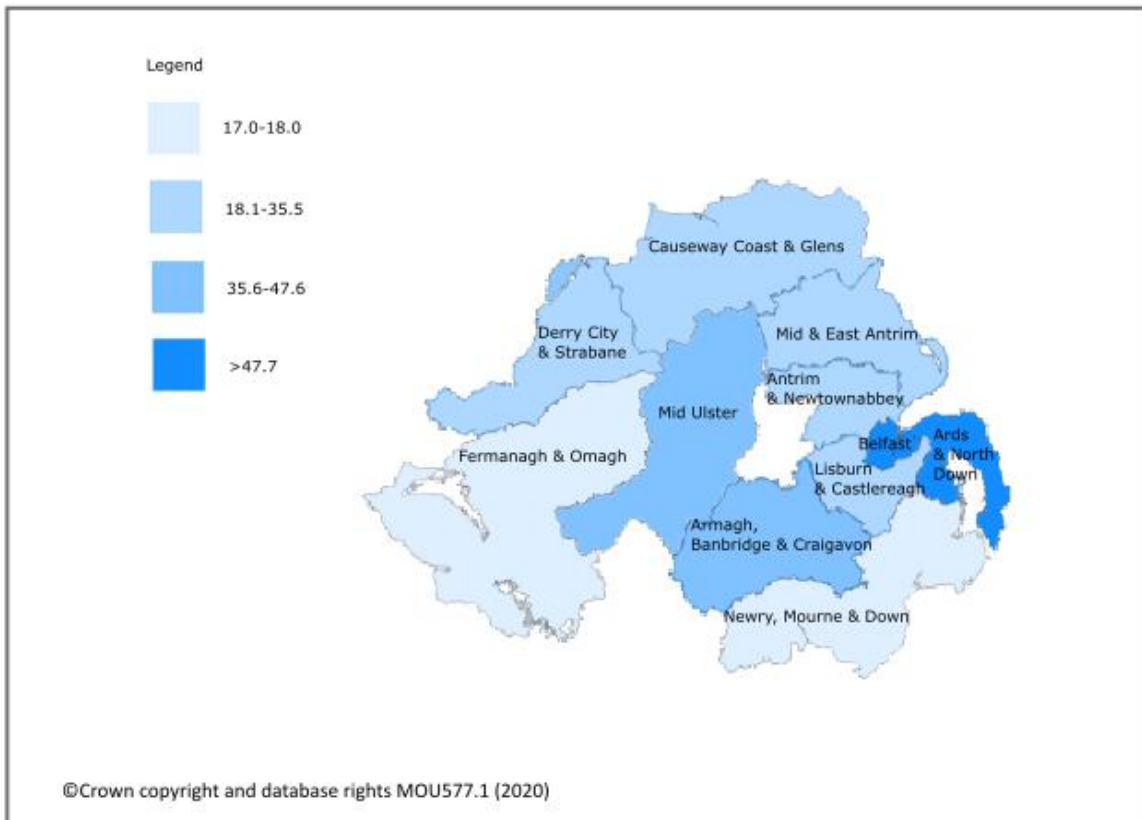 Legend
17.0-18.0
18.1-35.5
35.6-47.6
>47.7
Causeway Coast & Glens
Derry City
& Strabane
Mid & East Antrim
Antrim
& Newtownabbey
Mid Ulster
Belfast
Ards
& North
Down
Fermanagh & Omagh
Lisburn
& Castlereagh
Armagh,
Banbridge & Craigavon
Newry, Mourne & Down
©Crown copyright and database rights MOU577.1 (2020)